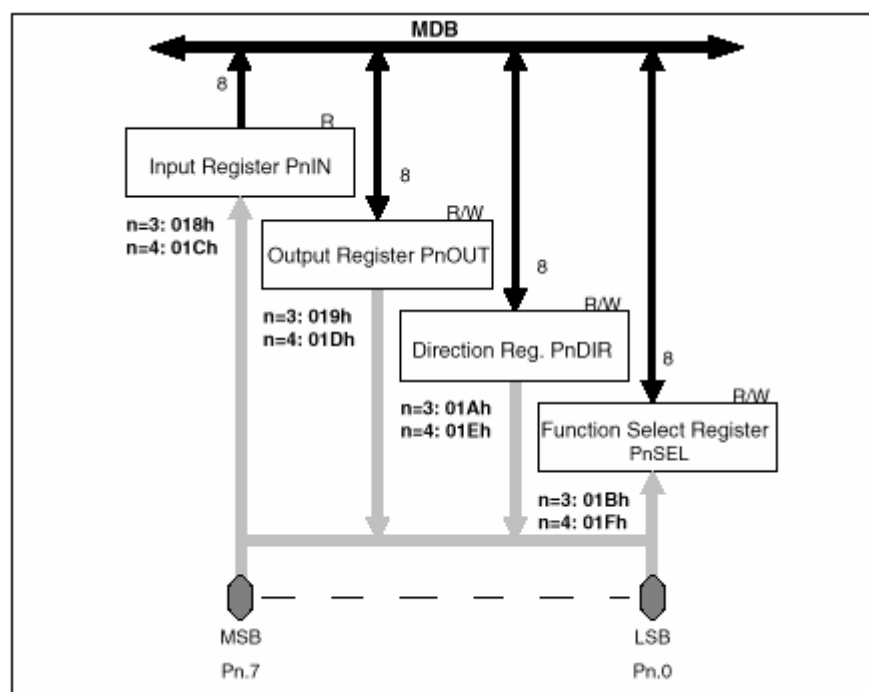 MDB
8
R
Input Register PnIN
n=3: 018h
n=4: 01Ch
8
R/W
Output Register PnOUT
n=3: 019h
n=4: 01Dh
8
R/W
Direction Reg. PnDIR
n=3: 01Ah
n=4: 01Eh
8
R/W
Function Select Register
PnSEL
n=3: 01Bh
n=4: 01Fh
MSB
LSB
Pn.7
Pn.0